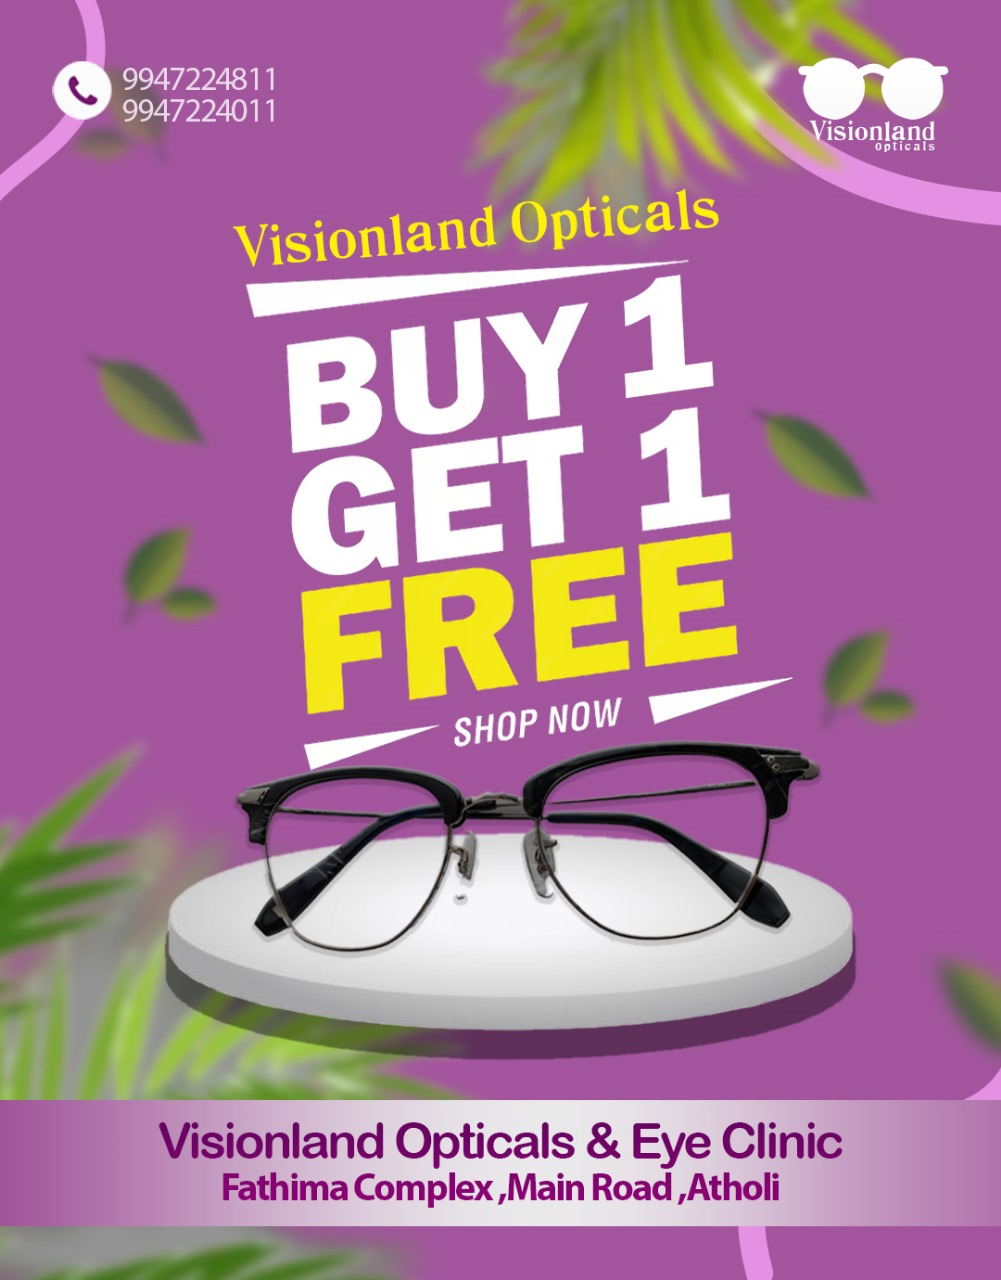 9947224811
9947224011
Visionland
opticals
Visionland Opticals
BUY 1
GET 1
FREE
SHOP NOW
Visionland Opticals & Eye Clinic
Fathima Complex ,Main Road ,Atholi